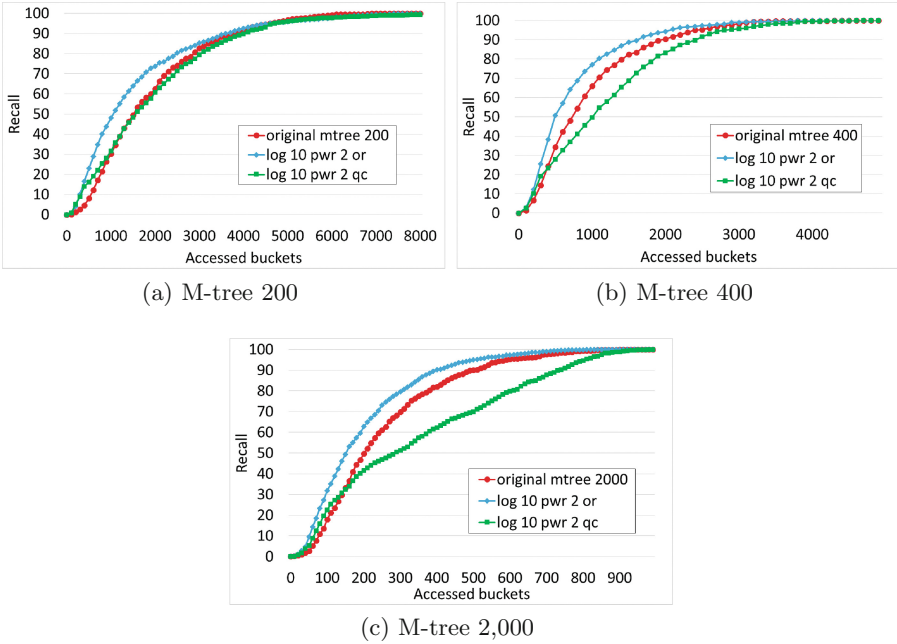 100
90
80
70
60
50
40
30
20
10
0
Recall
original mtree 200
log 10 pwr 2 or
log 10 pwr 2 qc
0 1000 2000 3000 4000 5000 6000 7000 8000
Accessed buckets
(a) M-tree 200
100
90
80
70
60
50
40
30
20
10
0
Recall
original mtree 400
log 10 pwr 2 or
log 10 pwr 2 qc
0 1000 2000 3000 4000
Accessed buckets
(b) M-tree 400
100
90
80
70
60
50
40
30
20
10
0
Recall
original mtree 2000
log 10 pwr 2 or
log 10 pwr 2 qc
0 100 200 300 400 500 600 700 800 900
Accessed buckets
(c) M-tree 2,000